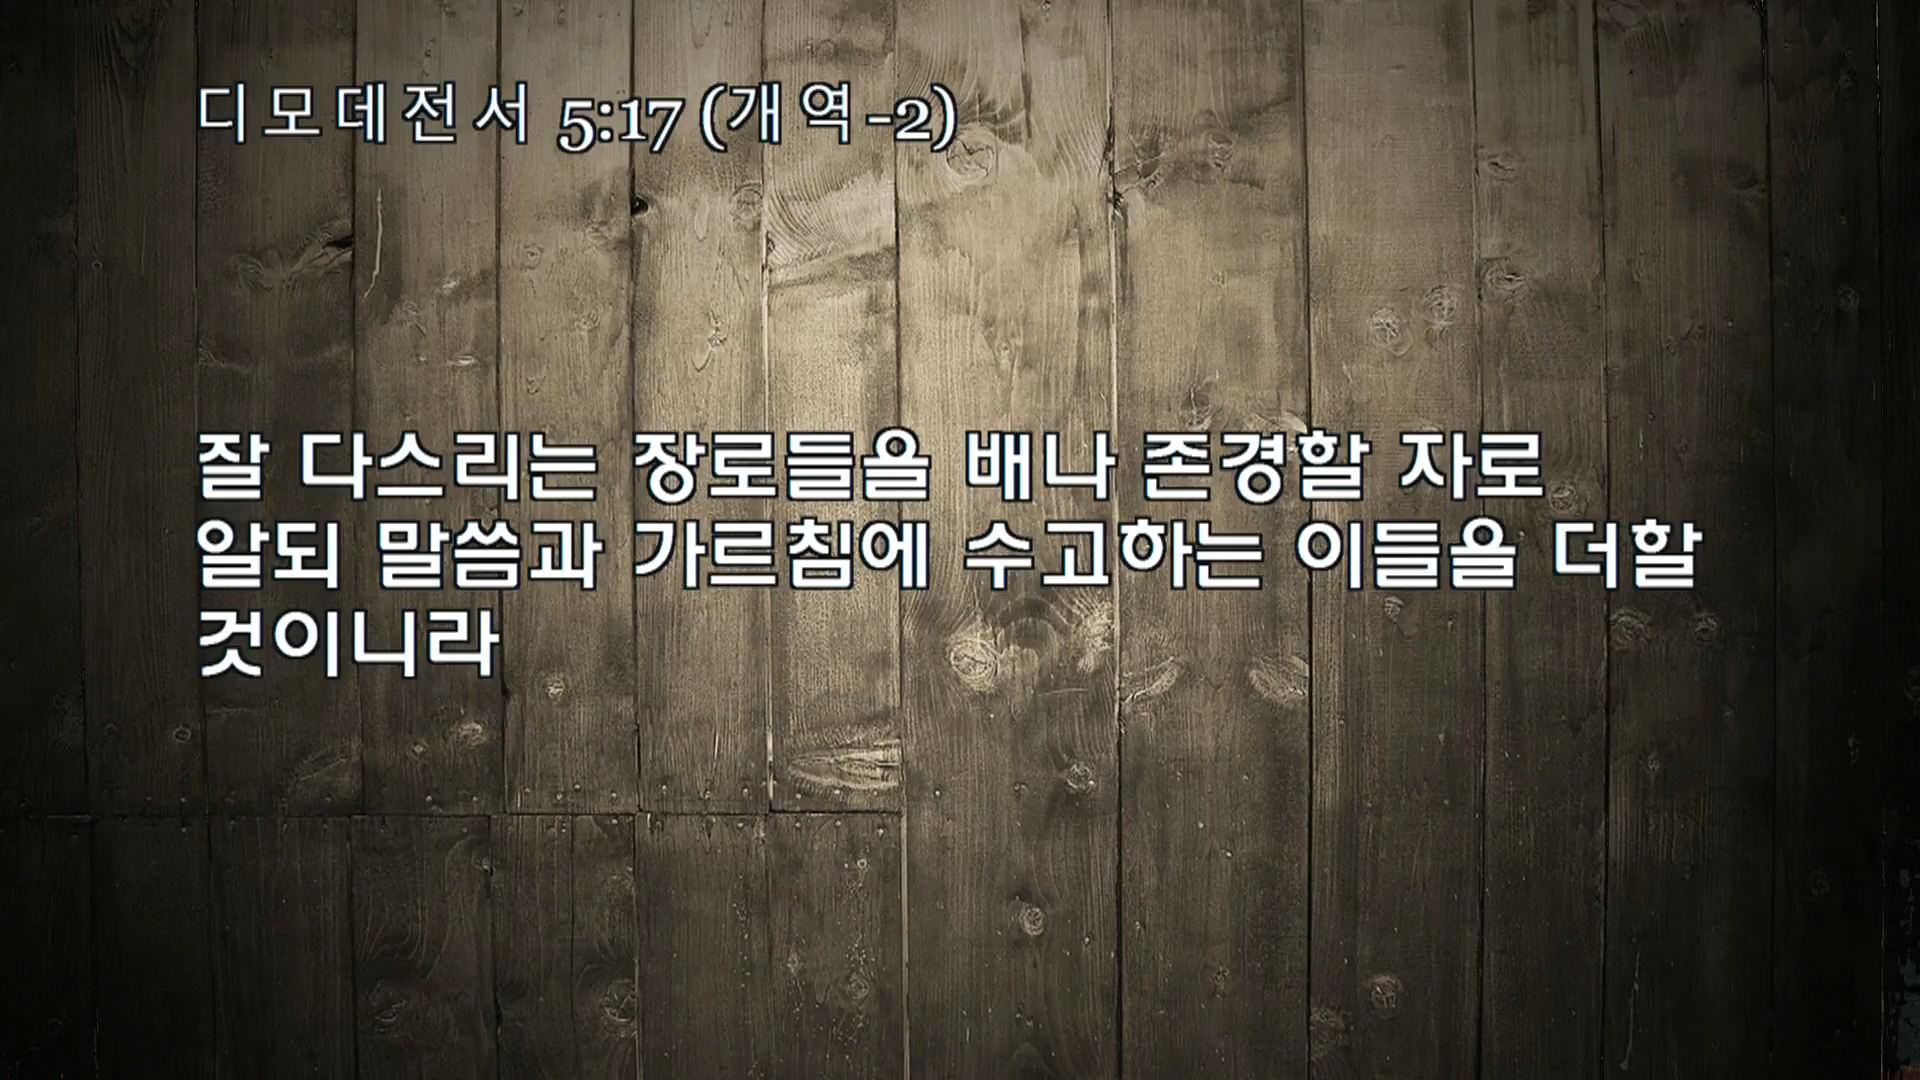 디모데전서 5:17 (개역-2)
잘 다스리는 장로들을 배나 존경할 자로
알되 말씀과 가르침에 수고하는 이들을 더할
것이니라